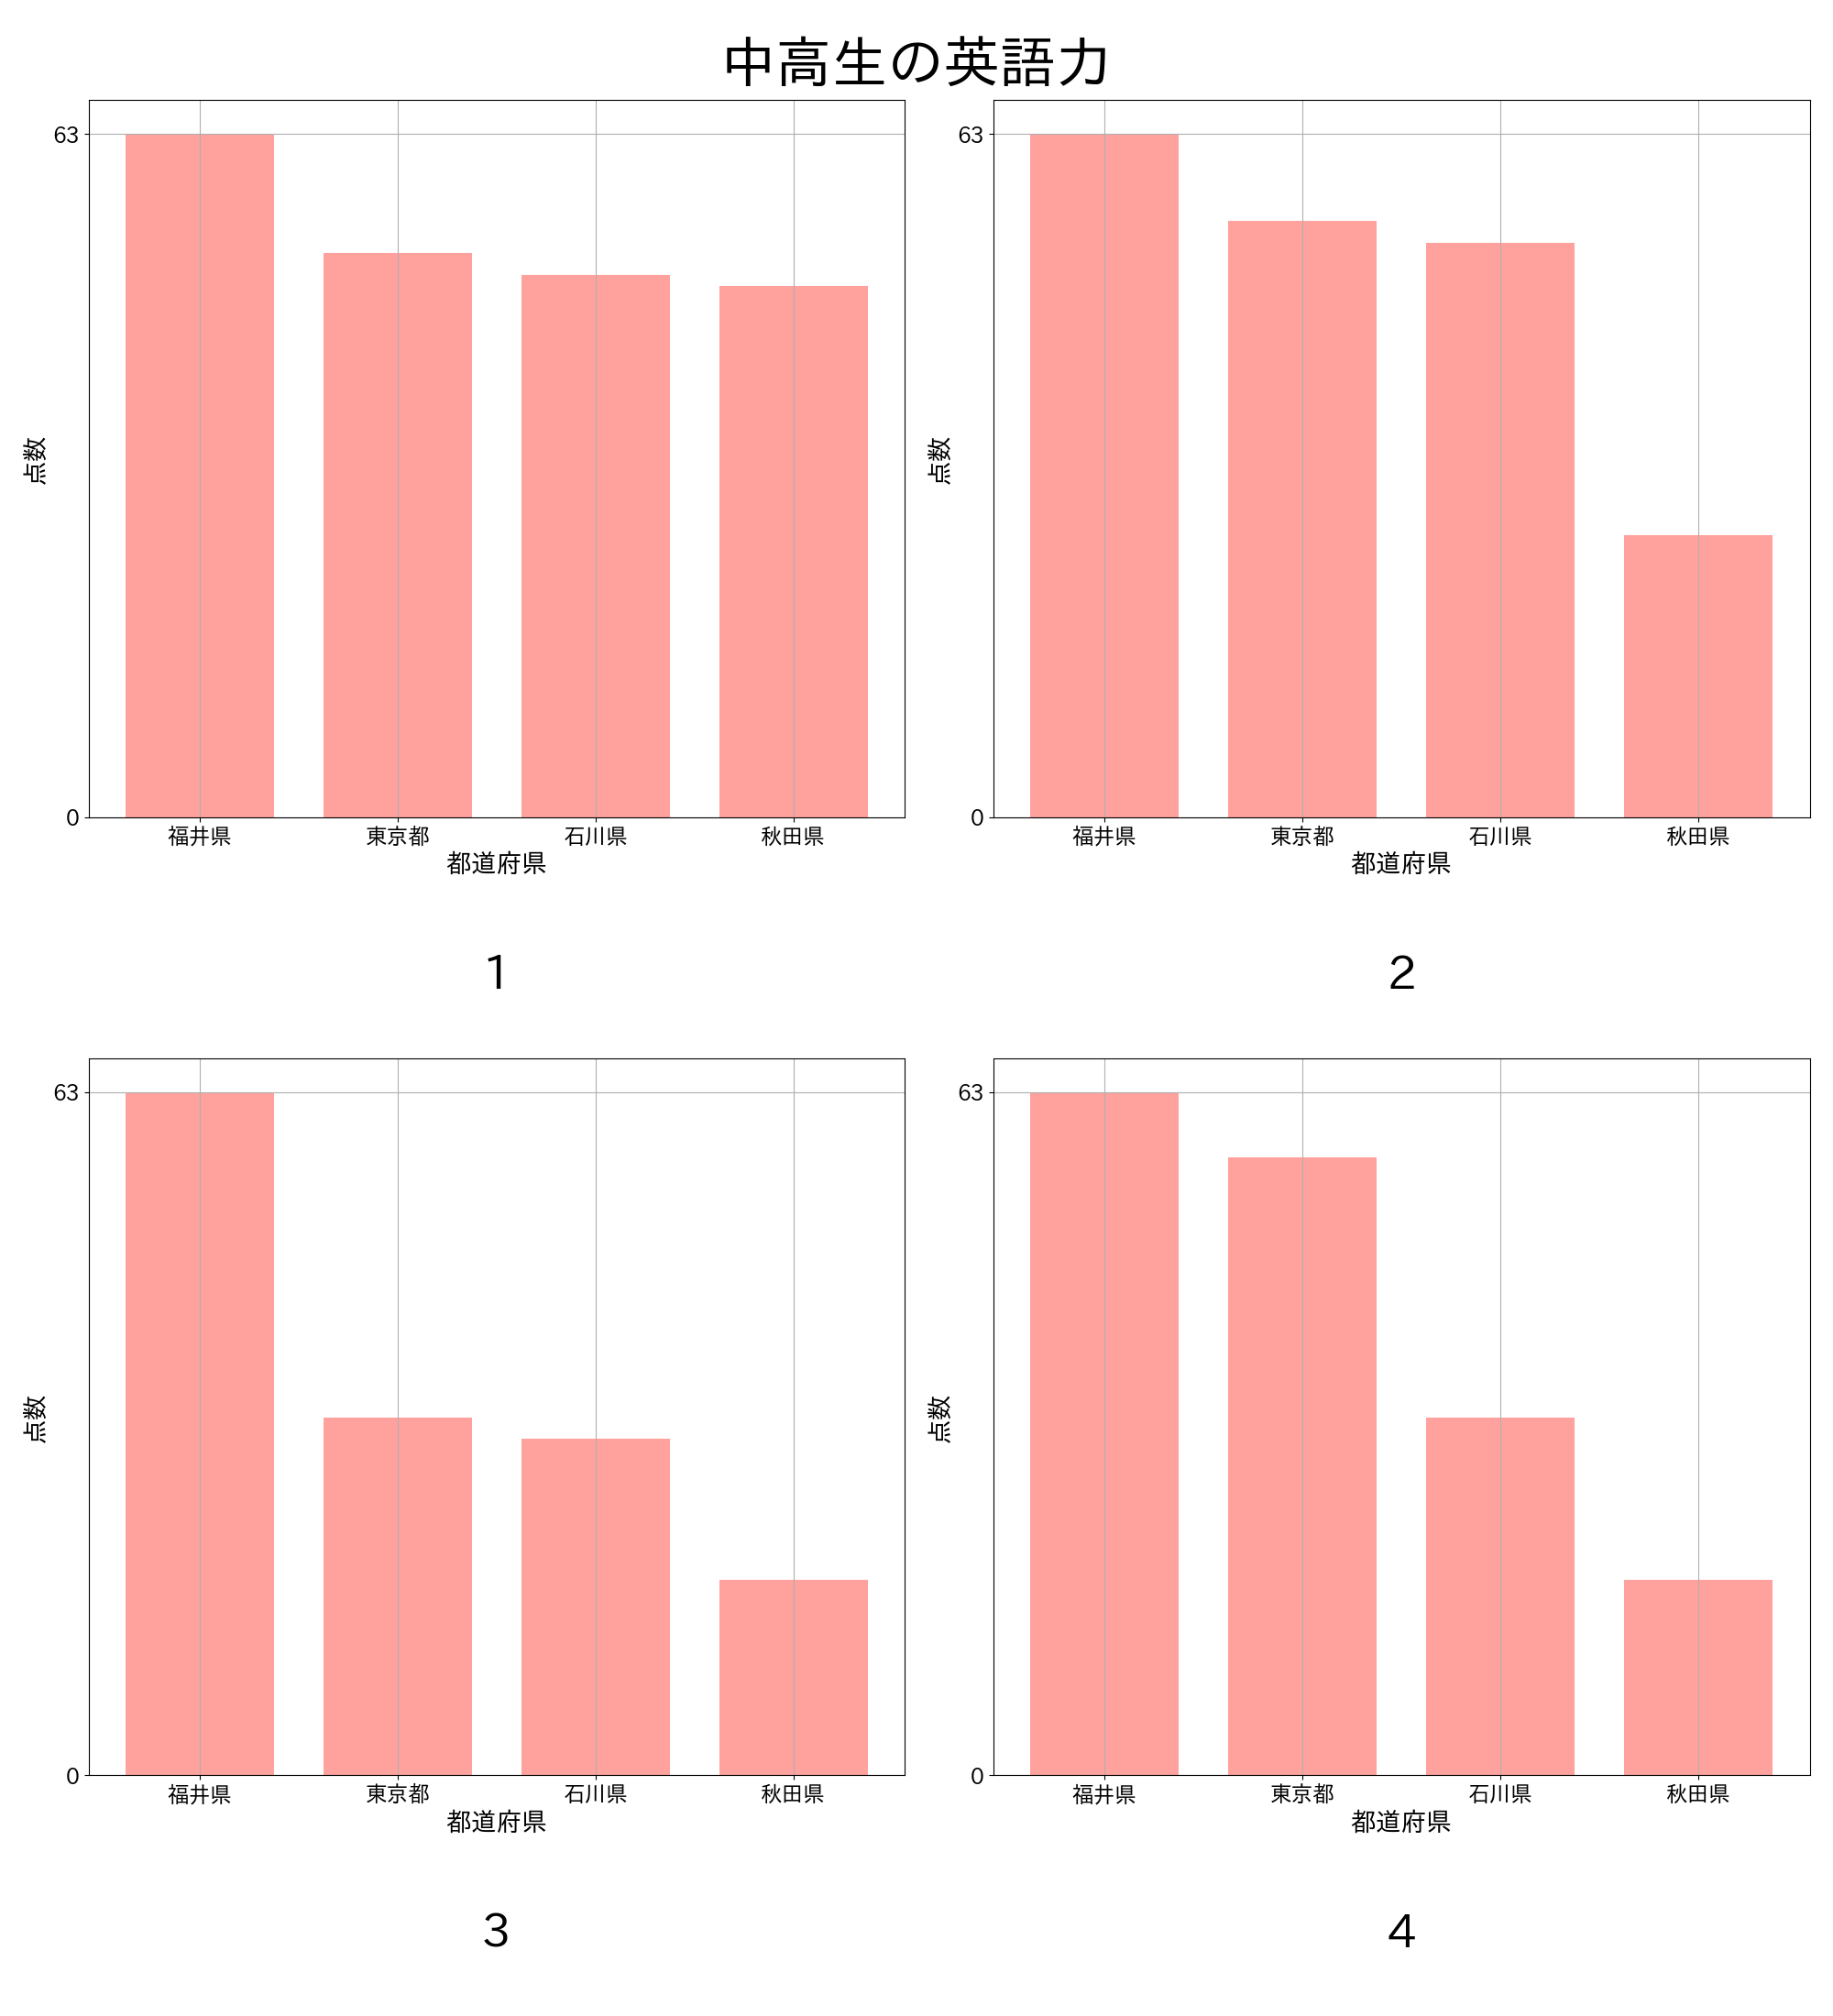 中高生の英語力
63
点数
0
福井県 東京都 石川県 秋田県
都道府県
1
63
点数
0
福井県 東京都 石川県 秋田県
都道府県
2
63
点数
0
福井県 東京都 石川県 秋田県
都道府県
3
63
点数
0
福井県 東京都 石川県 秋田県
都道府県
4